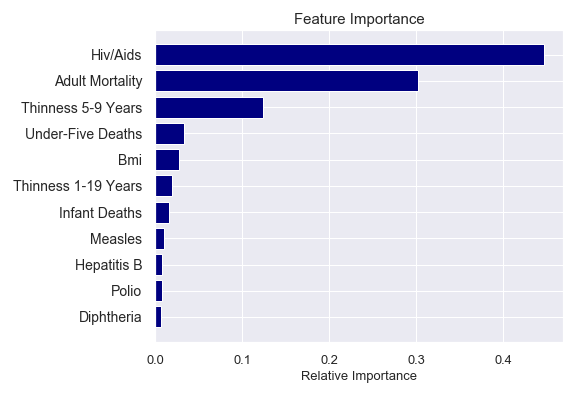 Feature Importance
Hiv/Aids
Adult Mortality
Thinness 5-9 Years
Under-Five Deaths
Bmi
Thinness 1-19 Years
Infant Deaths
Measles
Hepatitis B
Polio
Diphtheria
0.0 0.1 0.2 0.3 0.4
Relative Importance